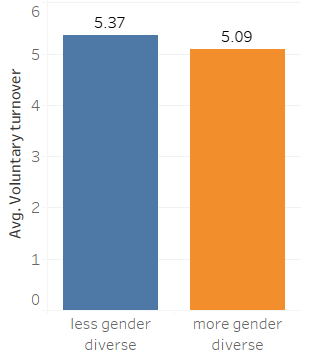 Avg. Voluntary turnover
6
5
4
3
2
1
0
5.37
5.09
less gender
diverse
more gender
diverse